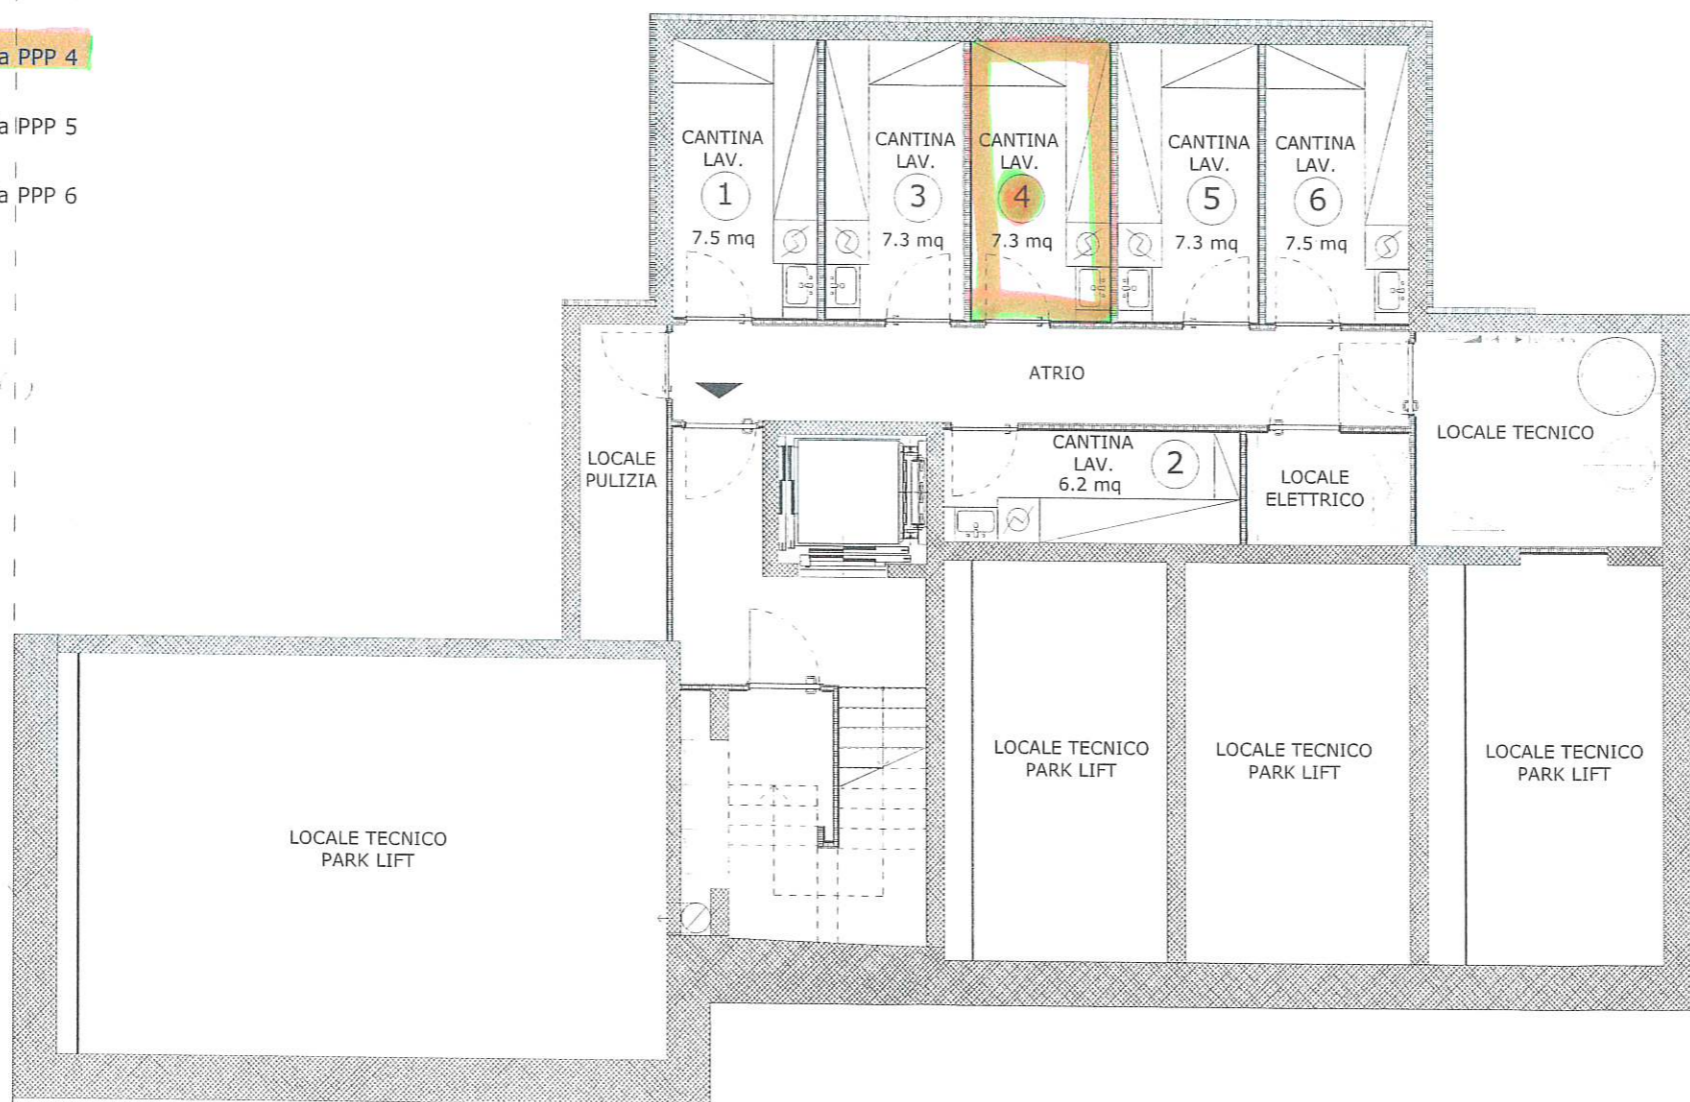 a PPP 4
a PPP 5
a PPP 6
CANTINA
LAV.
1
7.5 mq
CANTINA
LAV.
3
7.3 mq
CANTINA
LAV.
4
7.3 mq
CANTINA
LAV.
5
7.3 mq
CANTINA
LAV.
6
7.5 mq
ATRIO
LOCALE
PULIZIA
CANTINA
LAV.
6.2 mq
2
LOCALE
ELETTRICO
LOCALE TECNICO
LOCALE TECNICO
PARK LIFT
LOCALE TECNICO
PARK LIFT
LOCALE TECNICO
PARK LIFT
LOCALE TECNICO
PARK LIFT